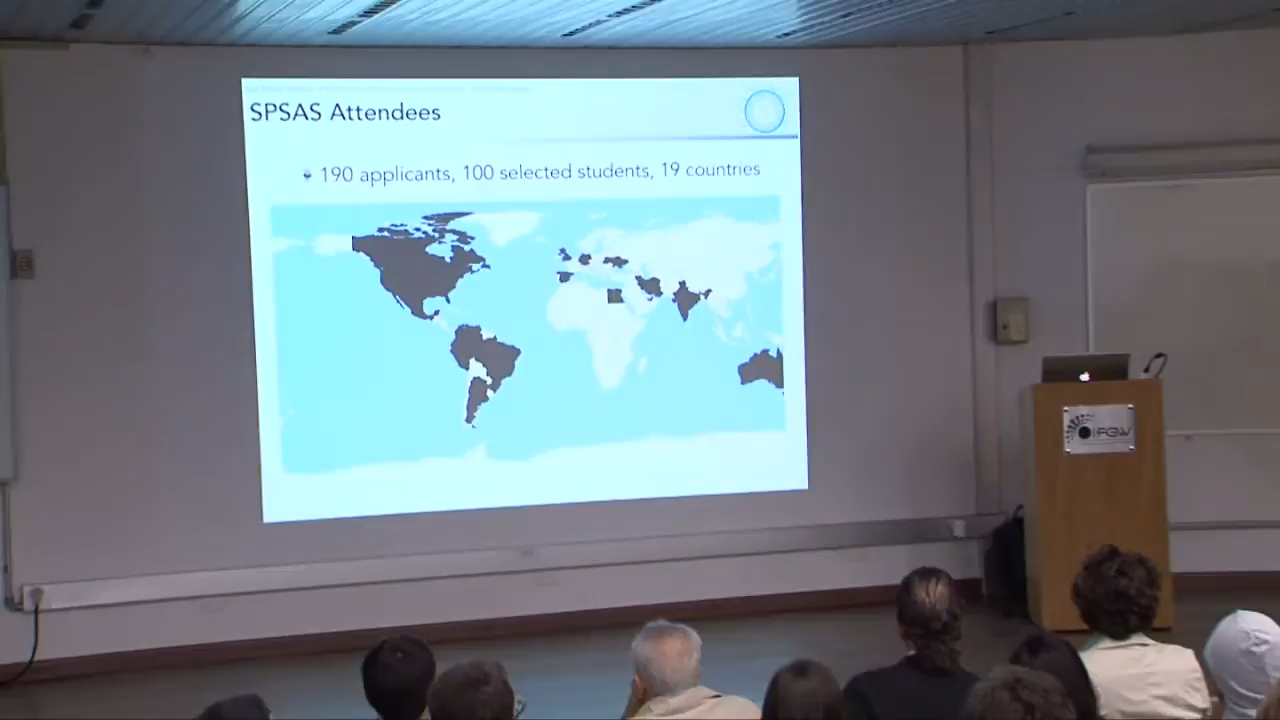 SPSAS Attendees
190 applicants, 100 selected students, 19 countries
IFGW